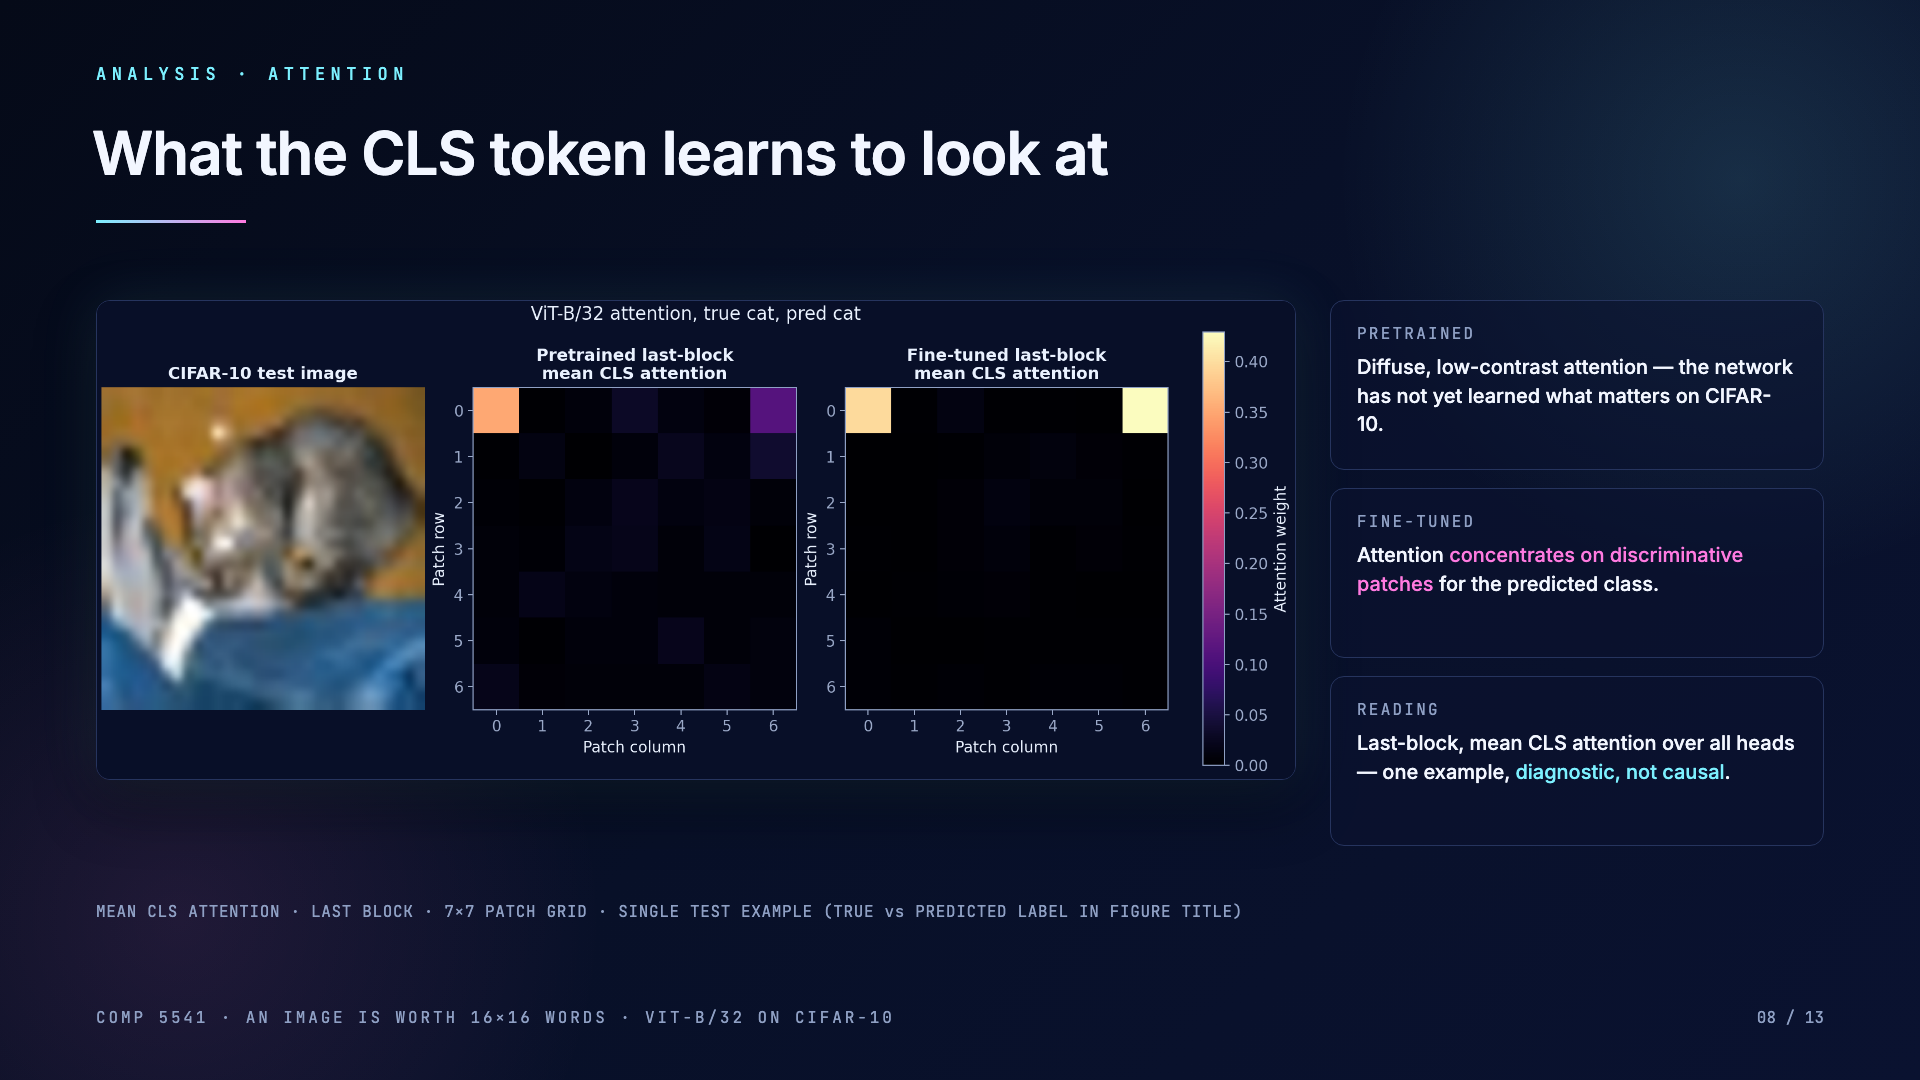 ANALYSIS · ATTENTION
What the CLS token learns to look at
ViT-B/32 attention, true cat, pred cat
CIFAR-10 test image
Pretrained last-block
mean CLS attention
Patch row
0
1
2
3
4
5
6
0 1 2 3 4 5 6
Patch column
Fine-tuned last-block
mean CLS attention
Patch row
0
1
2
3
4
5
6
0 1 2 3 4 5 6
Patch column
0.40
0.35
0.30
0.25
0.20
0.15
0.10
0.05
0.00
Attention weight
PRETRAINED
Diffuse, low-contrast attention — the network
has not yet learned what matters on CIFAR-
10.
FINE-TUNED
Attention concentrates on discriminative
patches for the predicted class.
READING
Last-block, mean CLS attention over all heads
— one example, diagnostic, not causal.
MEAN CLS ATTENTION · LAST BLOCK · 7×7 PATCH GRID · SINGLE TEST EXAMPLE (TRUE vs PREDICTED LABEL IN FIGURE TITLE)
COMP 5541 · AN IMAGE IS WORTH 16×16 WORDS · VIT-B/32 ON CIFAR-10
08 / 13